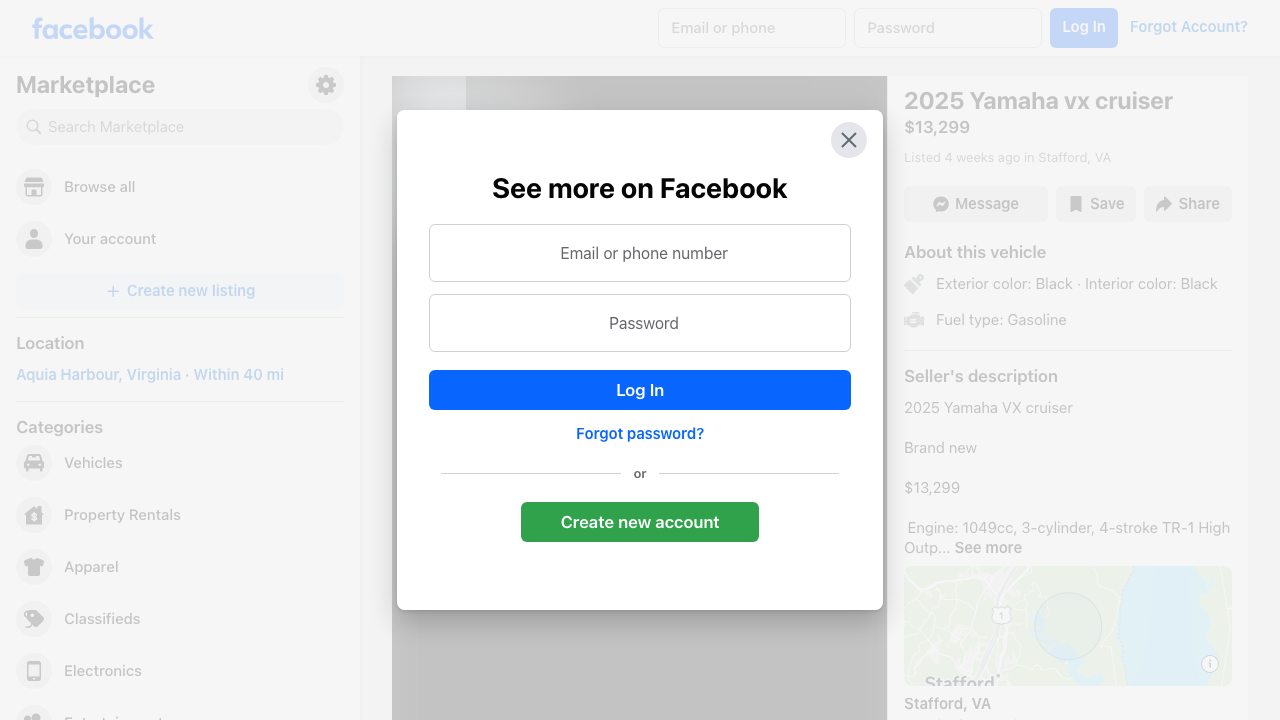 facebook
Email or phone
Password
Log In
Forgot Account?
Marketplace
Search Marketplace
Browse all
Your account
Create new listing
Location
Aquia Harbour, Virginia · Within 40 mi
Categories
Vehicles
Property Rentals
Apparel
Classifieds
Electronics
See more on Facebook
Email or phone number
Password
Log In
Forgot password?
or
Create new account
2025 Yamaha vx cruiser
$13,299
Listed 4 weeks ago in Stafford, VA
Message
Save
Share
About this vehicle
Exterior color: Black · Interior color: Black
Fuel type: Gasoline
Seller's description
2025 Yamaha VX cruiser
Brand new
$13,299
Engine: 1049cc, 3-cylinder, 4-stroke TR-1 High
Outp... See more
1
Stafford
Stafford, VA